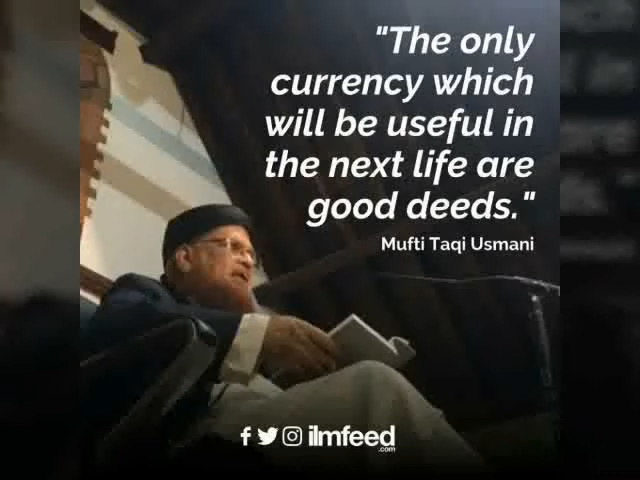 "The only
currency which
will be useful in
the next life are
good deeds."
Mufti Taqi Usmani
ilmfeed
.com